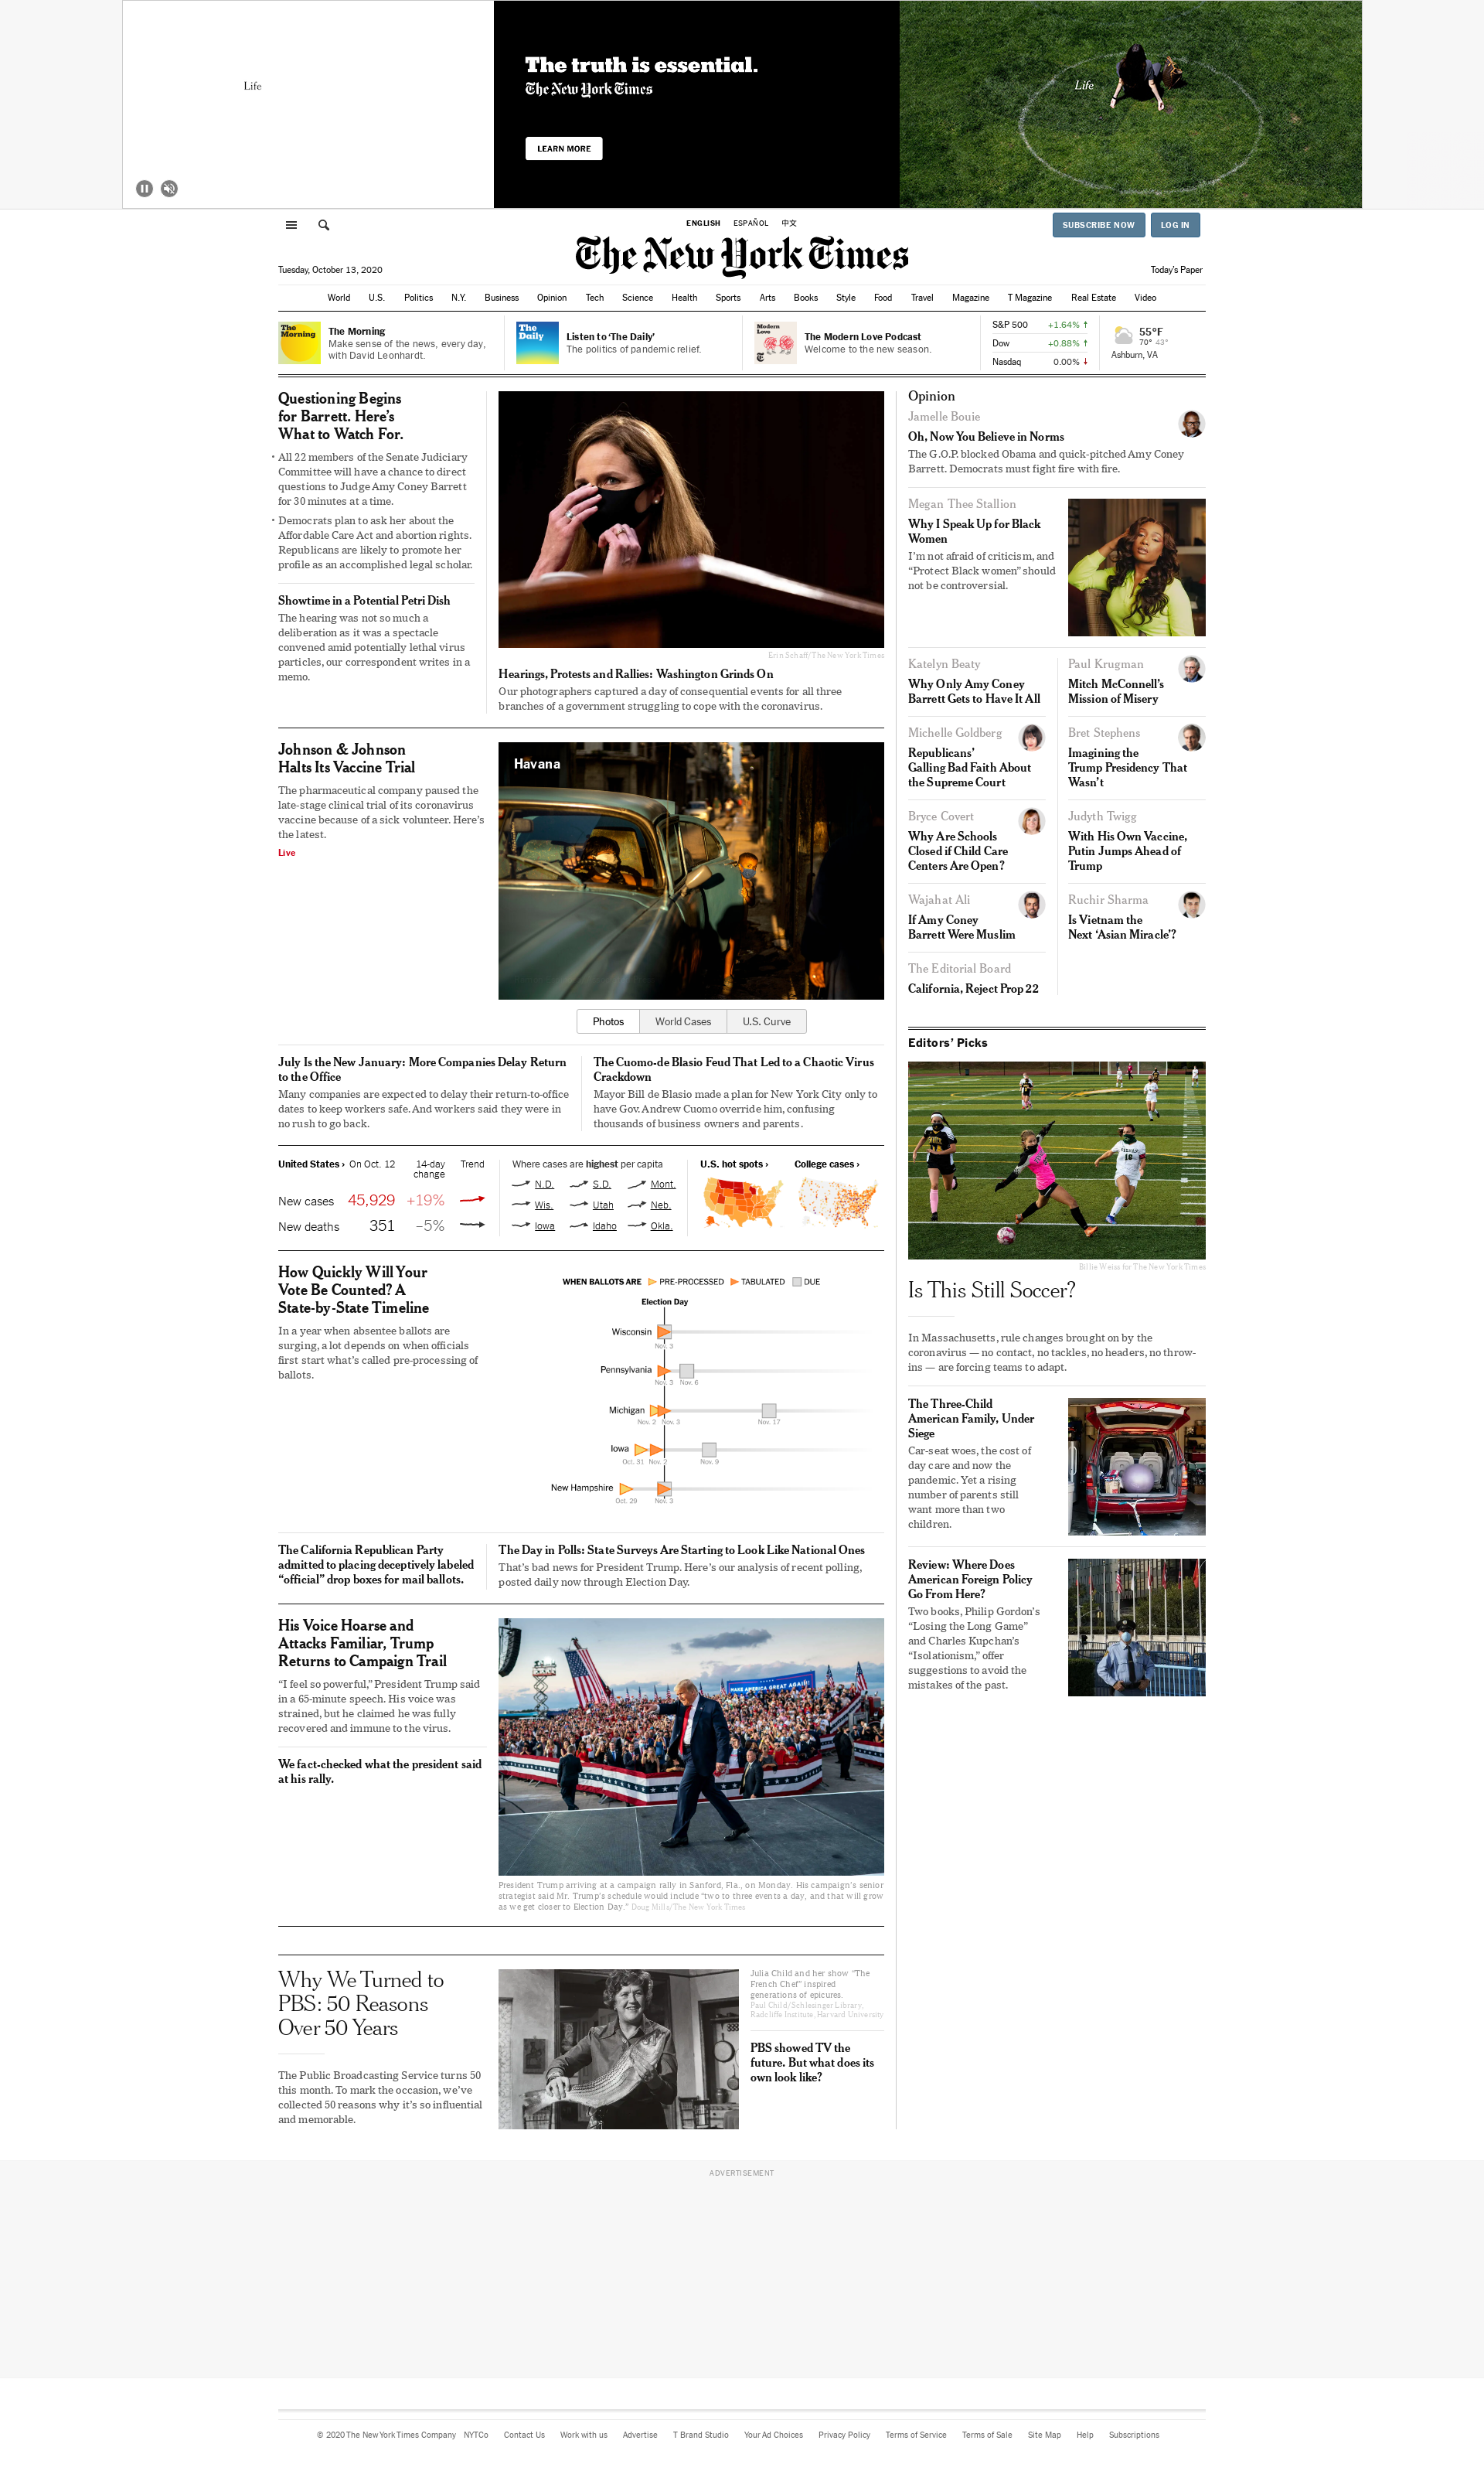 Life
The truth is essential.
The New York Times
LEARN MORE
Life
ENGLISH ESPAÑOL 中文
SUBSCRIBE NOW LOG IN
The New York Times
Tuesday, October 13, 2020
Today's Paper
World U.S. Politics N.Y. Business Opinion Tech Science Health Sports Arts Books Style Food Travel Magazine T Magazine Real Estate Video
The Morning
The Morning
Make sense of the news, every day,
with David Leonhardt.
The Daily
Listen to ‘The Daily’
The politics of pandemic relief.
Modern Love
The Modern Love Podcast
Welcome to the new season.
S&P 500 +1.64% ↑
Dow +0.88% ↑
Nasdaq 0.00% ↓
55°F
70° 43°
Ashburn, VA
Questioning Begins
for Barrett. Here’s
What to Watch For.
• All 22 members of the Senate Judiciary
Committee will have a chance to direct
questions to Judge Amy Coney Barrett
for 30 minutes at a time.
• Democrats plan to ask her about the
Affordable Care Act and abortion rights.
Republicans are likely to promote her
profile as an accomplished legal scholar.
Showtime in a Potential Petri Dish
The hearing was not so much a
deliberation as it was a spectacle
convened amid potentially lethal virus
particles, our correspondent writes in a
memo.
Erin Schaff/The New York Times
Hearings, Protests and Rallies: Washington Grinds On
Our photographers captured a day of consequential events for all three
branches of a government struggling to cope with the coronavirus.
Johnson & Johnson
Halts Its Vaccine Trial
The pharmaceutical company paused the
late-stage clinical trial of its coronavirus
vaccine because of a sick volunteer. Here’s
the latest.
Live
Havana
Photos World Cases U.S. Curve
July Is the New January: More Companies Delay Return
to the Office
Many companies are expected to delay their return-to-office
dates to keep workers safe. And workers said they were in
no rush to go back.
The Cuomo-de Blasio Feud That Led to a Chaotic Virus
Crackdown
Mayor Bill de Blasio made a plan for New York City only to
have Gov. Andrew Cuomo override him, confusing
thousands of business owners and parents.
United States › On Oct. 12 14-day
change Trend
New cases 45,929 +19%
New deaths 351 –5%
Where cases are highest per capita
N.D. S.D. Mont.
Wis. Utah Neb.
Iowa Idaho Okla.
U.S. hot spots › College cases ›
How Quickly Will Your
Vote Be Counted? A
State-by-State Timeline
In a year when absentee ballots are
surging, a lot depends on when officials
first start what’s called pre-processing of
ballots.
WHEN BALLOTS ARE PRE-PROCESSED TABULATED DUE
Election Day
Wisconsin
Nov. 3
Pennsylvania
Nov. 3 Nov. 6
Michigan
Nov. 2 Nov. 3 Nov. 17
Iowa
Oct. 31 Nov. 2 Nov. 9
New Hampshire
Oct. 29 Nov. 3
The California Republican Party
admitted to placing deceptively labeled
“official” drop boxes for mail ballots.
The Day in Polls: State Surveys Are Starting to Look Like National Ones
That’s bad news for President Trump. Here’s our analysis of recent polling,
posted daily now through Election Day.
His Voice Hoarse and
Attacks Familiar, Trump
Returns to Campaign Trail
“I feel so powerful,” President Trump said
in a 65-minute speech. His voice was
strained, but he claimed he was fully
recovered and immune to the virus.
We fact-checked what the president said
at his rally.
MAKE AMERICA GREAT AGAIN!
President Trump arriving at a campaign rally in Sanford, Fla., on Monday. His campaign’s senior
strategist said Mr. Trump’s schedule would include “two to three events a day, and that will grow
as we get closer to Election Day.” Doug Mills/The New York Times
Why We Turned to
PBS: 50 Reasons
Over 50 Years
The Public Broadcasting Service turns 50
this month. To mark the occasion, we’ve
collected 50 reasons why it’s so influential
and memorable.
Julia Child and her show “The
French Chef” inspired
generations of epicures.
Paul Child/Schlesinger Library,
Radcliffe Institute, Harvard University
PBS showed TV the
future. But what does its
own look like?
Opinion
Jamelle Bouie
Oh, Now You Believe in Norms
The G.O.P. blocked Obama and quick-pitched Amy Coney
Barrett. Democrats must fight fire with fire.
Megan Thee Stallion
Why I Speak Up for Black
Women
I’m not afraid of criticism, and
“Protect Black women” should
not be controversial.
Katelyn Beaty
Why Only Amy Coney
Barrett Gets to Have It All
Michelle Goldberg
Republicans’
Galling Bad Faith About
the Supreme Court
Bryce Covert
Why Are Schools
Closed if Child Care
Centers Are Open?
Wajahat Ali
If Amy Coney
Barrett Were Muslim
The Editorial Board
California, Reject Prop 22
Paul Krugman
Mitch McConnell’s
Mission of Misery
Bret Stephens
Imagining the
Trump Presidency That
Wasn’t
Judyth Twigg
With His Own Vaccine,
Putin Jumps Ahead of
Trump
Ruchir Sharma
Is Vietnam the
Next ‘Asian Miracle’?
Editors’ Picks
Billie Weiss for The New York Times
Is This Still Soccer?
In Massachusetts, rule changes brought on by the
coronavirus — no contact, no tackles, no headers, no throw-
ins — are forcing teams to adapt.
The Three-Child
American Family, Under
Siege
Car-seat woes, the cost of
day care and now the
pandemic. Yet a rising
number of parents still
want more than two
children.
Review: Where Does
American Foreign Policy
Go From Here?
Two books, Philip Gordon’s
“Losing the Long Game”
and Charles Kupchan’s
“Isolationism,” offer
suggestions to avoid the
mistakes of the past.
ADVERTISEMENT
© 2020 The New York Times Company NYTCo Contact Us Work with us Advertise T Brand Studio Your Ad Choices Privacy Policy Terms of Service Terms of Sale Site Map Help Subscriptions